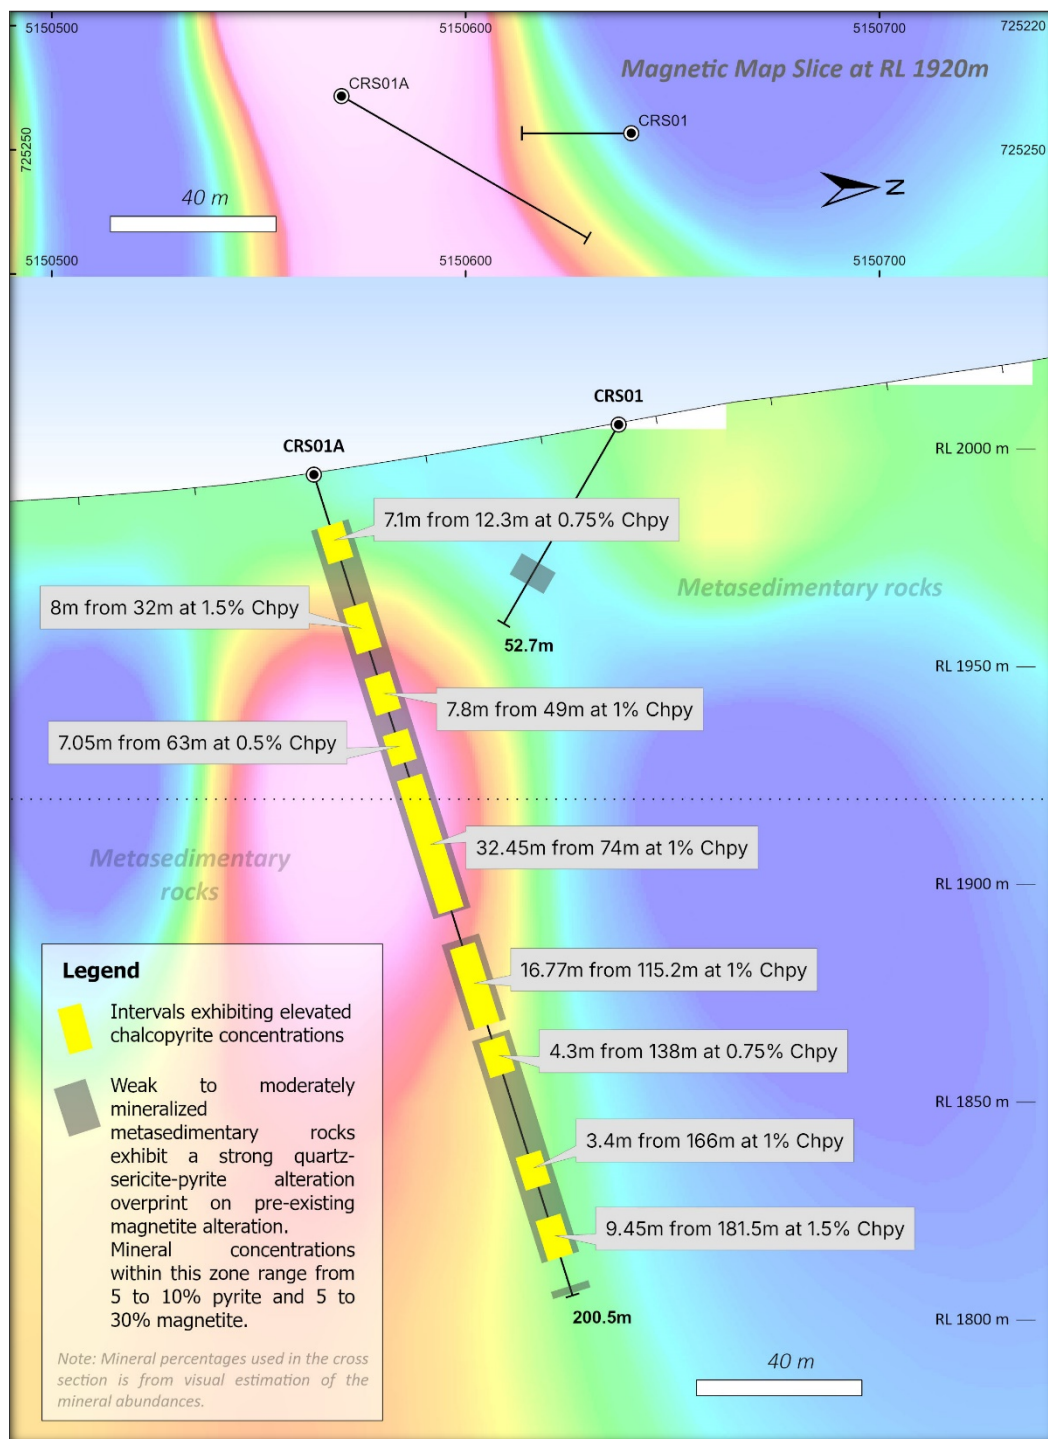 5150500
5150600
5150700
725220
Magnetic Map Slice at RL 1920m
CRS01A
CRS01
725250
725250
40 m
N
5150500
5150600
5150700
CRS01
CRS01A
RL 2000 m
7.1m from 12.3m at 0.75% Chpy
Metasedimentary rocks
8m from 32m at 1.5% Chpy
52.7m
RL 1950 m
7.8m from 49m at 1% Chpy
7.05m from 63m at 0.5% Chpy
32.45m from 74m at 1% Chpy
Metasedimentary
rocks
RL 1900 m
16.77m from 115.2m at 1% Chpy
4.3m from 138m at 0.75% Chpy
RL 1850 m
3.4m from 166m at 1% Chpy
9.45m from 181.5m at 1.5% Chpy
200.5m
RL 1800 m
40 m
Legend
Intervals exhibiting elevated
chalcopyrite concentrations
Weak to moderately
mineralized
metasedimentary rocks
exhibit a strong quartz-
sericite-pyrite alteration
overprint on pre-existing
magnetite alteration.
Mineral concentrations
within this zone range from
5 to 10% pyrite and 5 to
30% magnetite.
Note: Mineral percentages used in the cross
section is from visual estimation of the
mineral abundances.